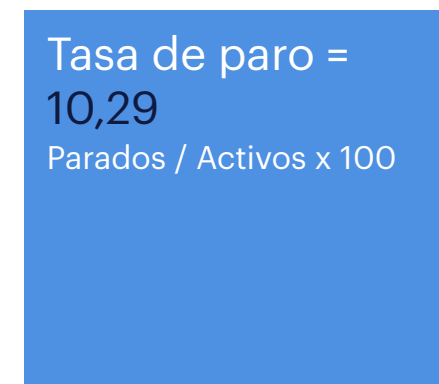 Tasa de paro =
10,29
Parados / Activos x 100